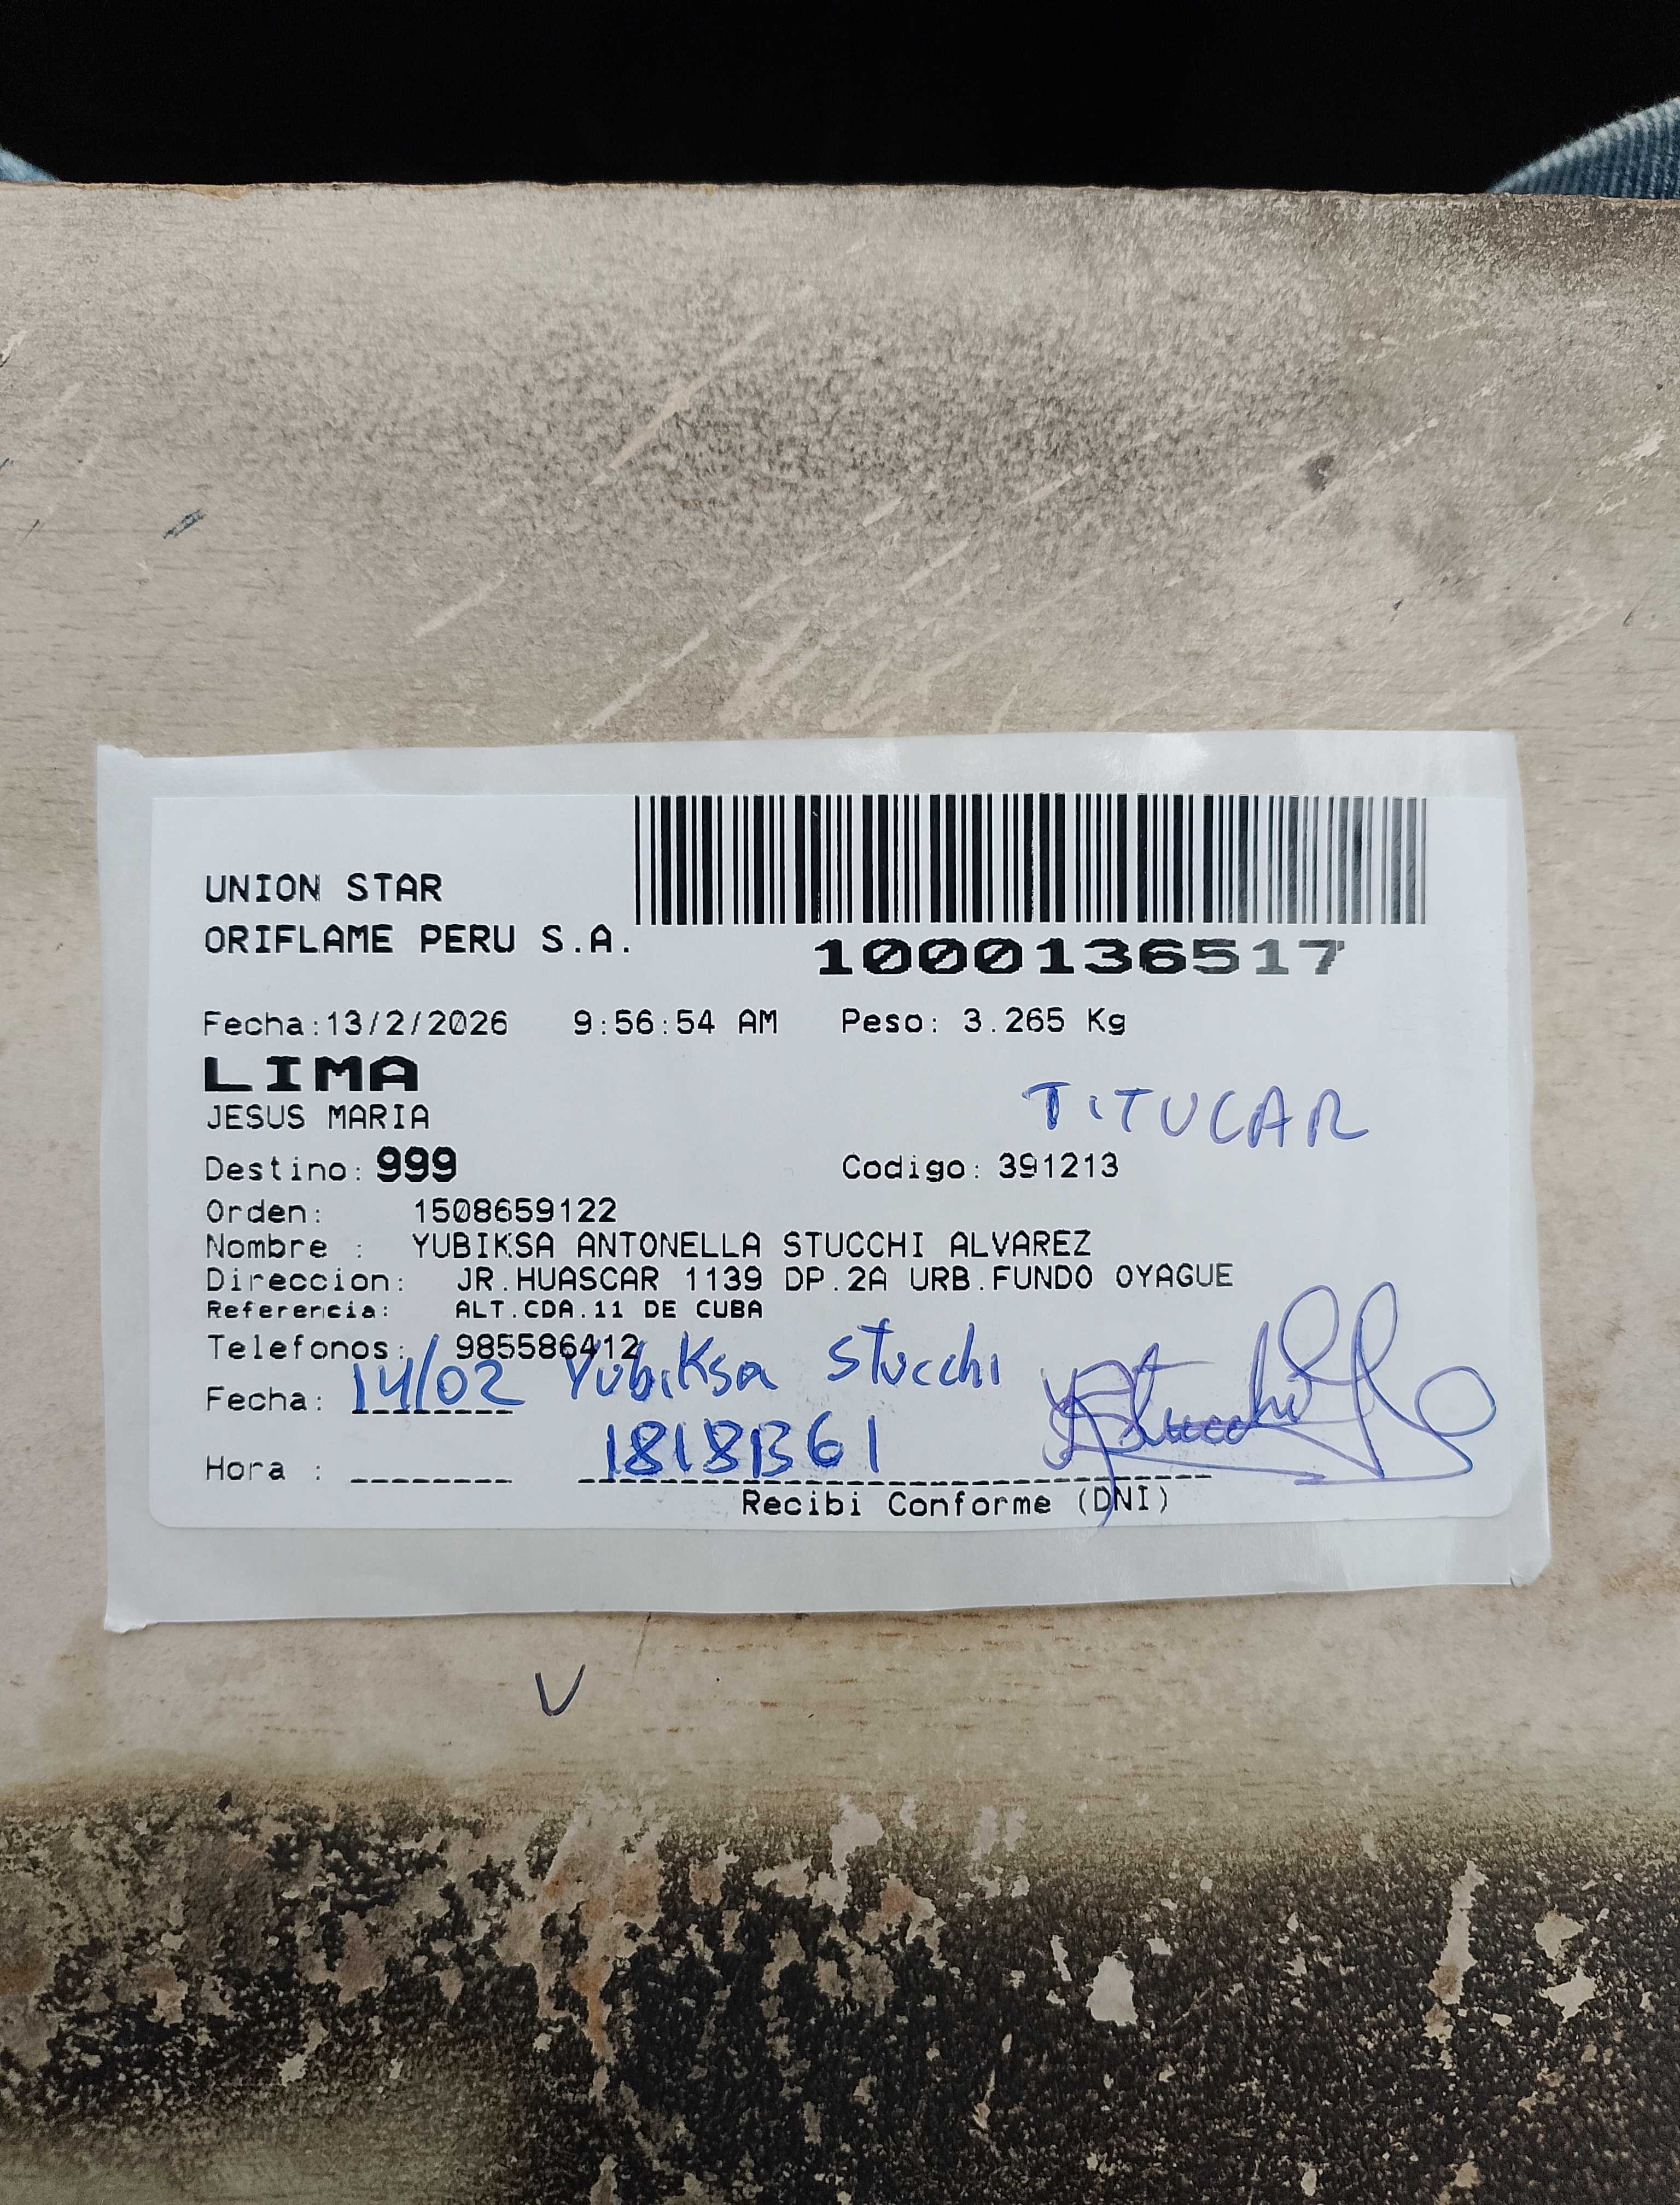 UNION STAR
ORIFLAME PERU S.A.
1000136517
Fecha:13/2/2026 9:56:54 AM Peso: 3.265 Kg
LIMA
JESUS MARIA
TITUCAR
Destino: 999 Codigo: 391213
Orden: 1508659122
Nombre : YUBIKSA ANTONELLA STUCCHI ALVAREZ
Direccion: JR.HUASCAR 1139 DP.2A URB.FUNDO OYAGUE
Referencia: ALT.CDA.11 DE CUBA
Telefonos: 985586412
Fecha: 14/02 Yubiksa Stucchi
Hora : 18181361
Recibi Conforme (DNI)
V